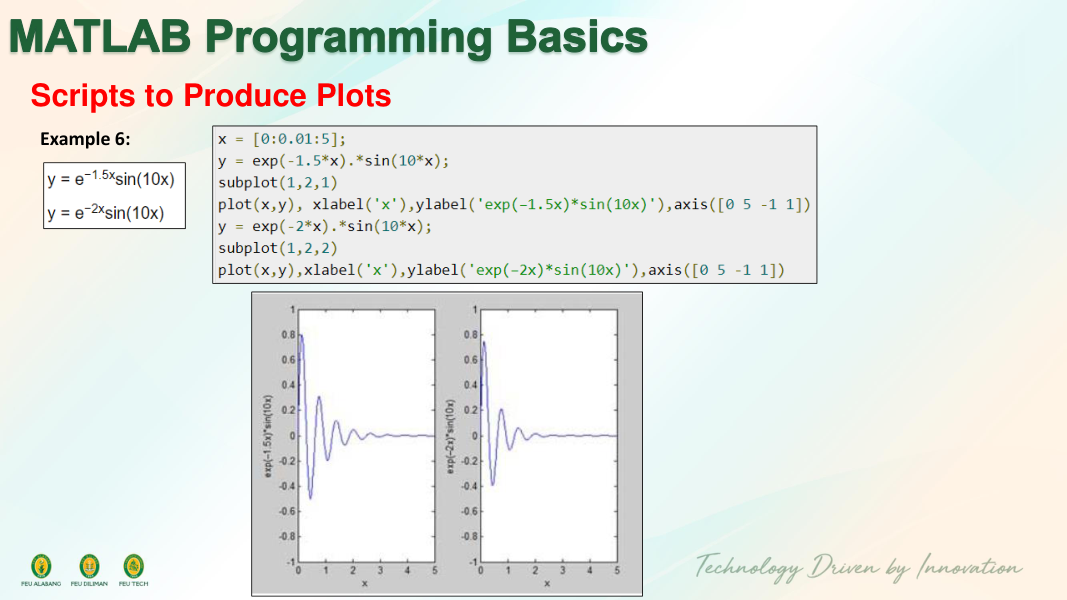 MATLAB Programming Basics
Scripts to Produce Plots
Example 6:
y = e−1.5xsin(10x)
y = e−2xsin(10x)
x = [0:0.01:5];
y = exp(-1.5*x).*sin(10*x);
subplot(1,2,1)
plot(x,y), xlabel('x'),ylabel('exp(–1.5x)*sin(10x)'),axis([0 5 -1 1])
y = exp(-2*x).*sin(10*x);
subplot(1,2,2)
plot(x,y),xlabel('x'),ylabel('exp(–2x)*sin(10x)'),axis([0 5 -1 1])
exp(–1.5x)*sin(10x)
1
0.8
0.6
0.4
0.2
0
-0.2
-0.4
-0.6
-0.8
-1
0 1 2 3 4 5
x
exp(–2x)*sin(10x)
1
0.8
0.6
0.4
0.2
0
-0.2
-0.4
-0.6
-0.8
-1
0 1 2 3 4 5
x
FEU ALABANG FEU DILIMAN FEU TECH
Technology Driven by Innovation